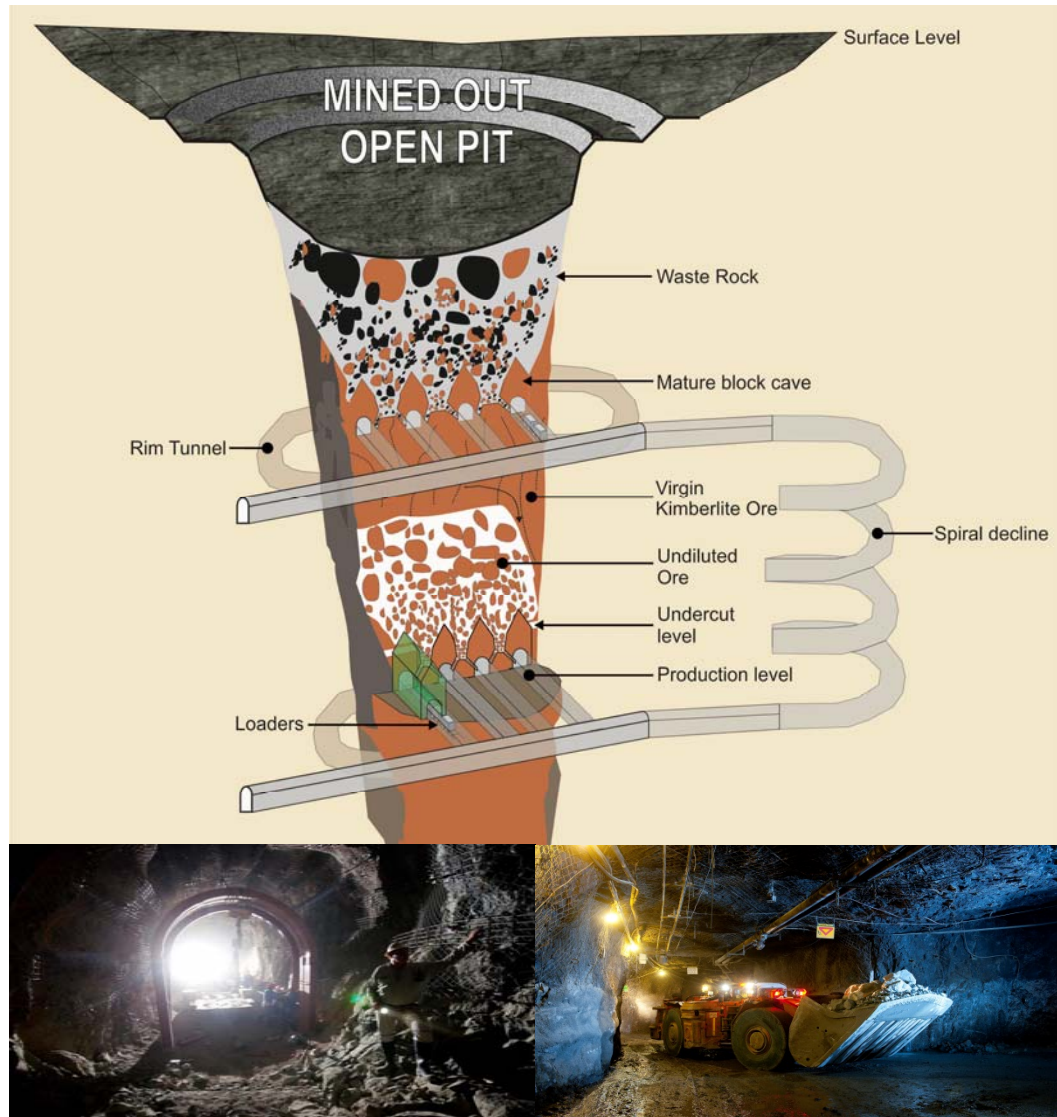 Surface Level
MINED OUT
OPEN PIT
Waste Rock
Mature block cave
Rim Tunnel
Virgin
Kimberlite Ore
Spiral decline
Undiluted
Ore
Undercut
level
Production level
Loaders